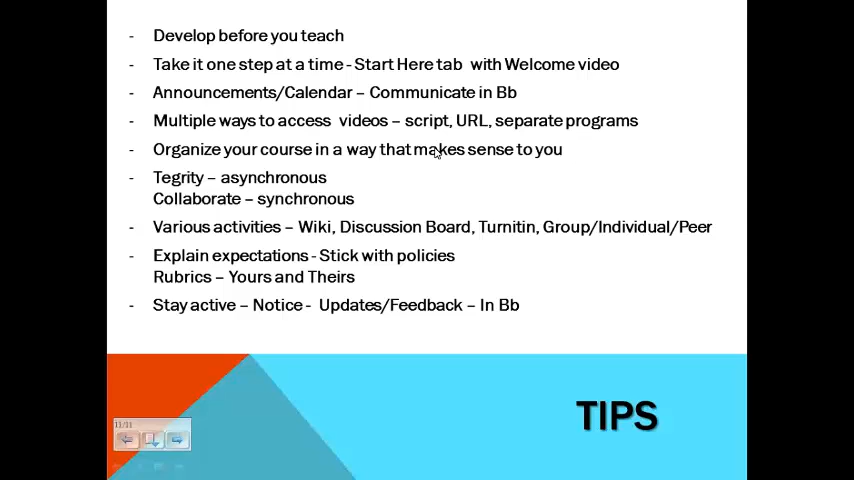 - Develop before you teach
- Take it one step at a time - Start Here tab with Welcome video
- Announcements/Calendar – Communicate in Bb
- Multiple ways to access videos – script, URL, separate programs
- Organize your course in a way that makes sense to you
- Tegrity – asynchronous
Collaborate – synchronous
- Various activities – Wiki, Discussion Board, Turnitin, Group/Individual/Peer
- Explain expectations - Stick with policies
Rubrics – Yours and Theirs
- Stay active – Notice - Updates/Feedback – In Bb
TIPS
11/11